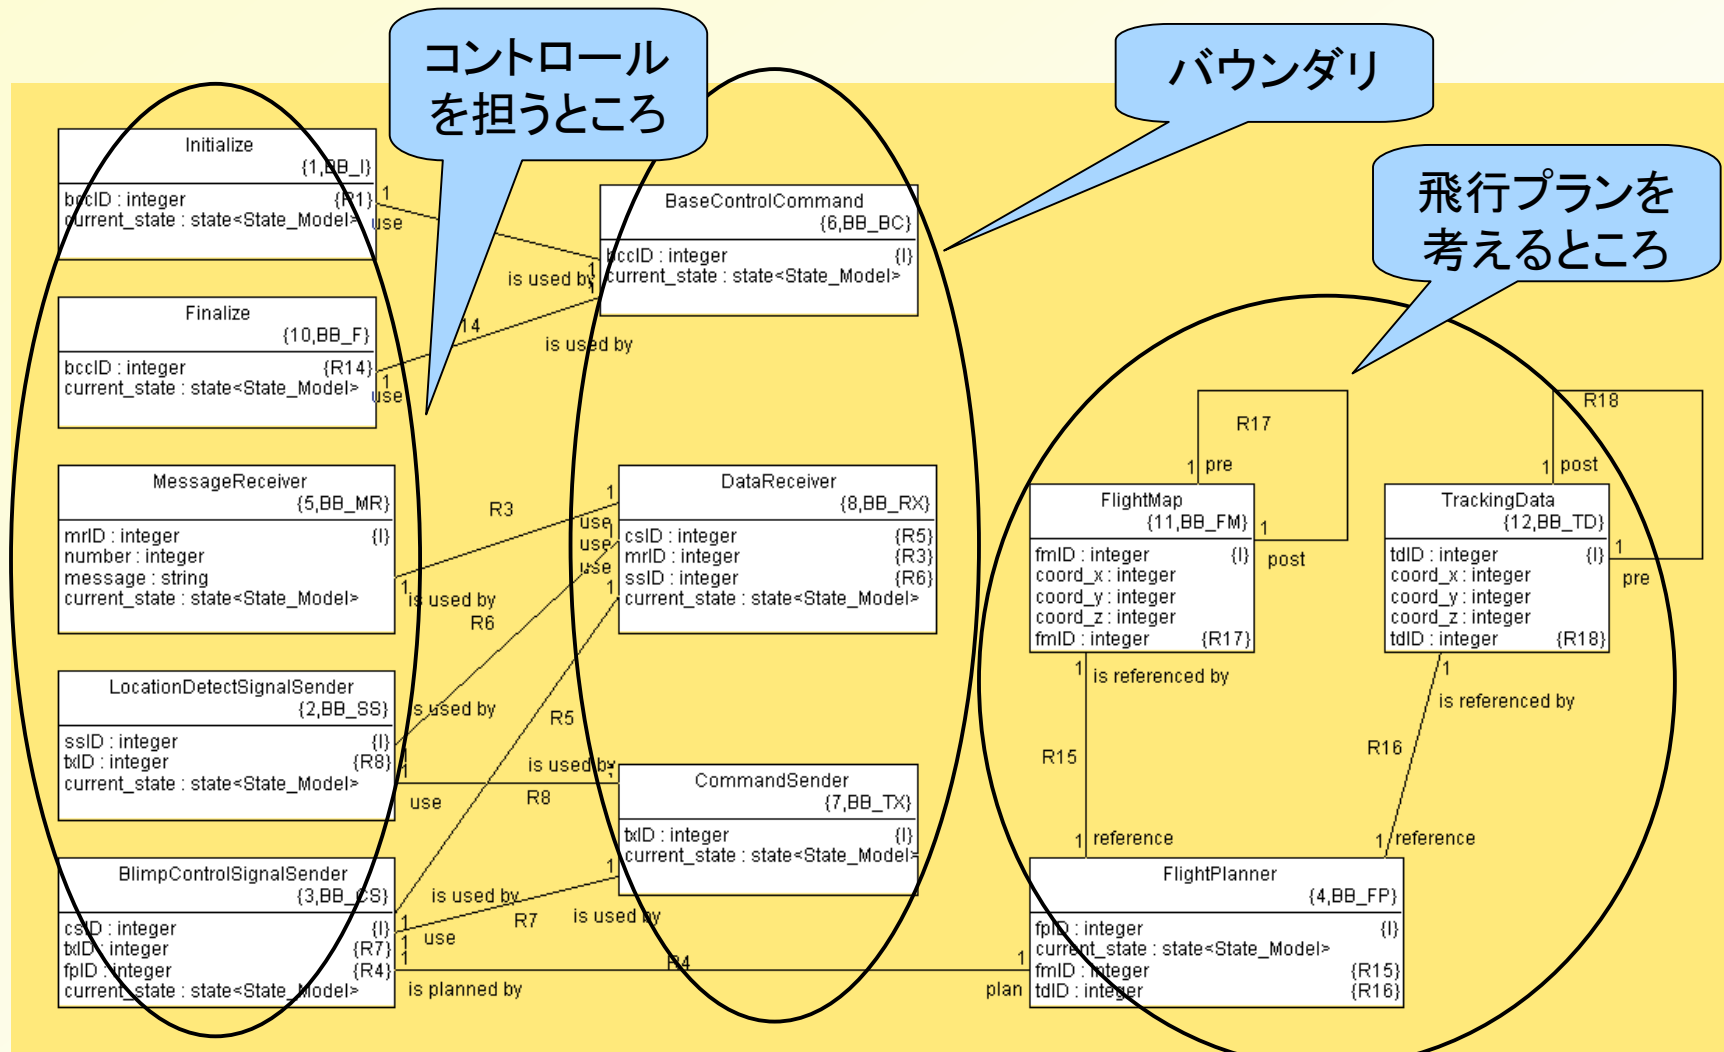 コントロール
を担うところ
バウンダリ
飛行プランを
考えるところ
Initialize
{1,BB_I}
bccID : integer {R1}
current_state : state<State_Model>
1
use
Finalize
{10,BB_F}
bccID : integer {R14}
current_state : state<State_Model>
1
use
14
BaseControlCommand
{6,BB_BC}
bccID : integer {I}
current_state : state<State_Model>
is used by
1
1
is used by
MessageReceiver
{5,BB_MR}
mrID : integer {I}
number : integer
message : string
current_state : state<State_Model>
R3
1
is used by
R6
DataReceiver
{8,BB_RX}
csID : integer {R5}
mrID : integer {R3}
ssID : integer {R6}
current_state : state<State_Model>
1
use
1
use
use
1
LocationDetectSignalSender
{2,BB_SS}
ssID : integer {I}
txID : integer {R8}
current_state : state<State_Model>
is used by
R5
1
1
use
R8
is used by
1
CommandSender
{7,BB_TX}
txID : integer {I}
current_state : state<State_Model>
1
BlimpControlSignalSender
{3,BB_CS}
csID : integer {I}
txID : integer {R7}
fpID : integer {R4}
current_state : state<State_Model>
is used by
1
1
use
R7
is used by
1
is planned by
R4
1
plan
R17
1 pre
FlightMap
{11,BB_FM}
fmID : integer {I}
coord_x : integer
coord_y : integer
coord_z : integer
fmID : integer {R17}
1
post
R18
1 post
TrackingData
{12,BB_TD}
tdID : integer {I}
coord_x : integer
coord_y : integer
coord_z : integer
tdID : integer {R18}
1
pre
1 is referenced by
R15
1 reference
1
is referenced by
R16
1 reference
FlightPlanner
{4,BB_FP}
fpID : integer {I}
current_state : state<State_Model>
fmID : integer {R15}
tdID : integer {R16}